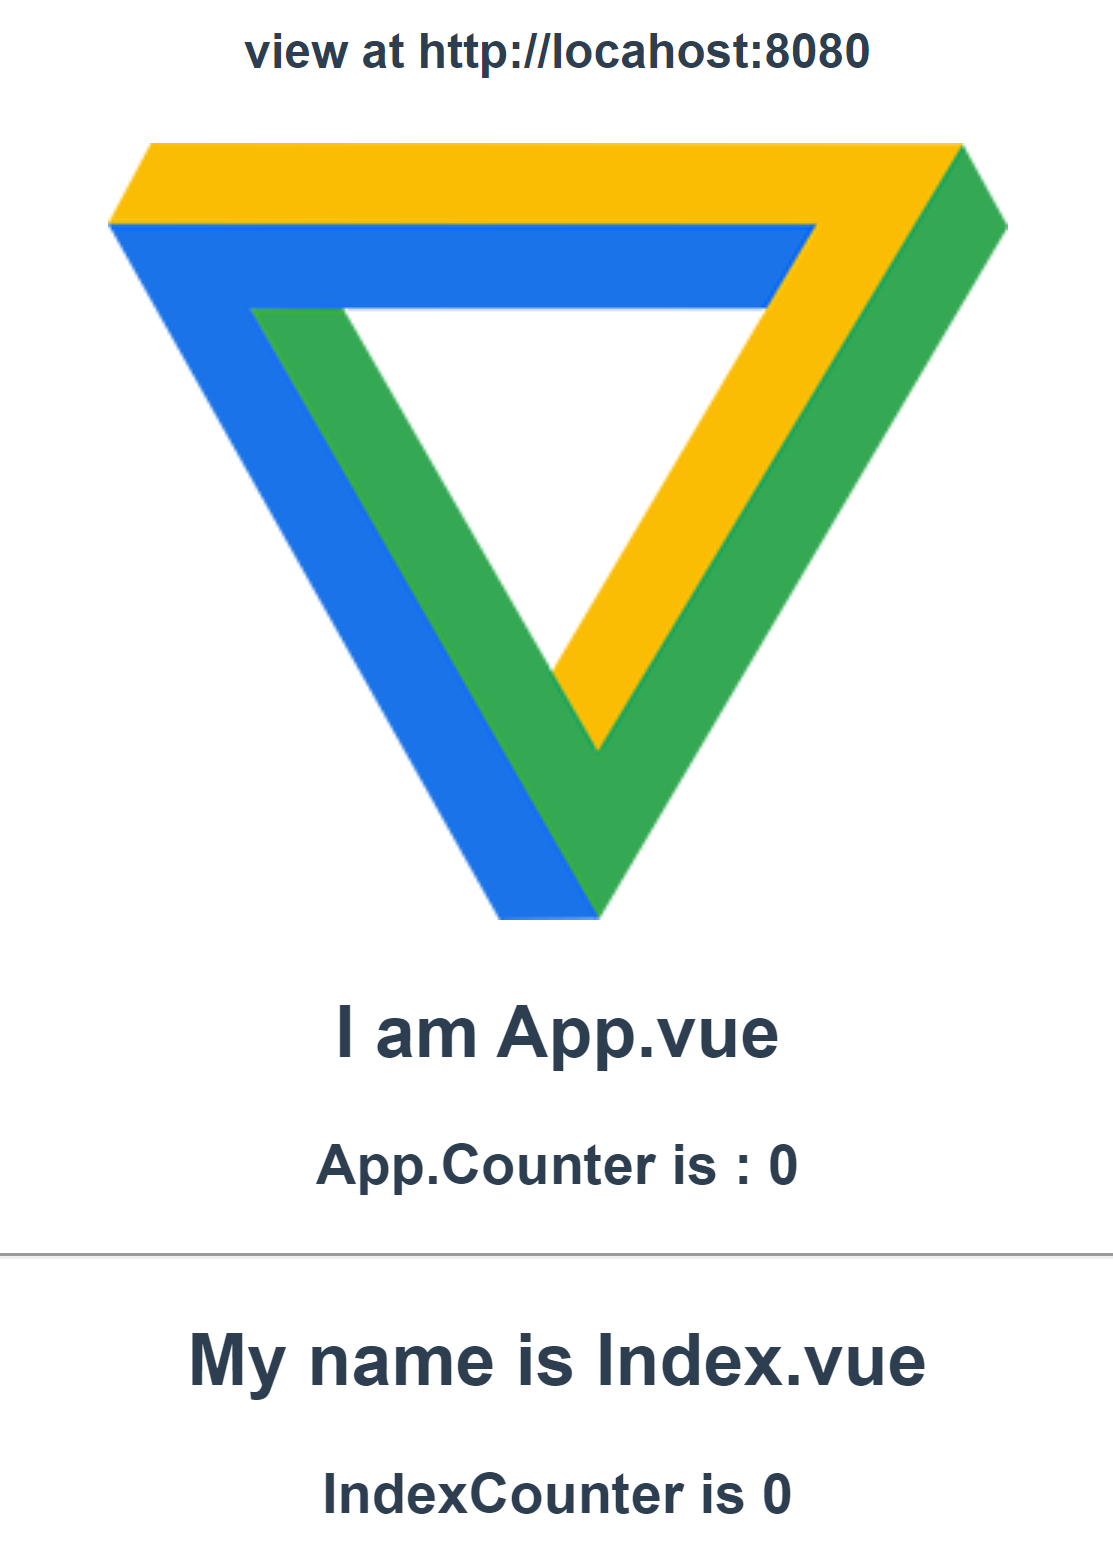 view at http://locahost:8080
I am App.vue
App.Counter is : 0
My name is Index.vue
IndexCounter is 0